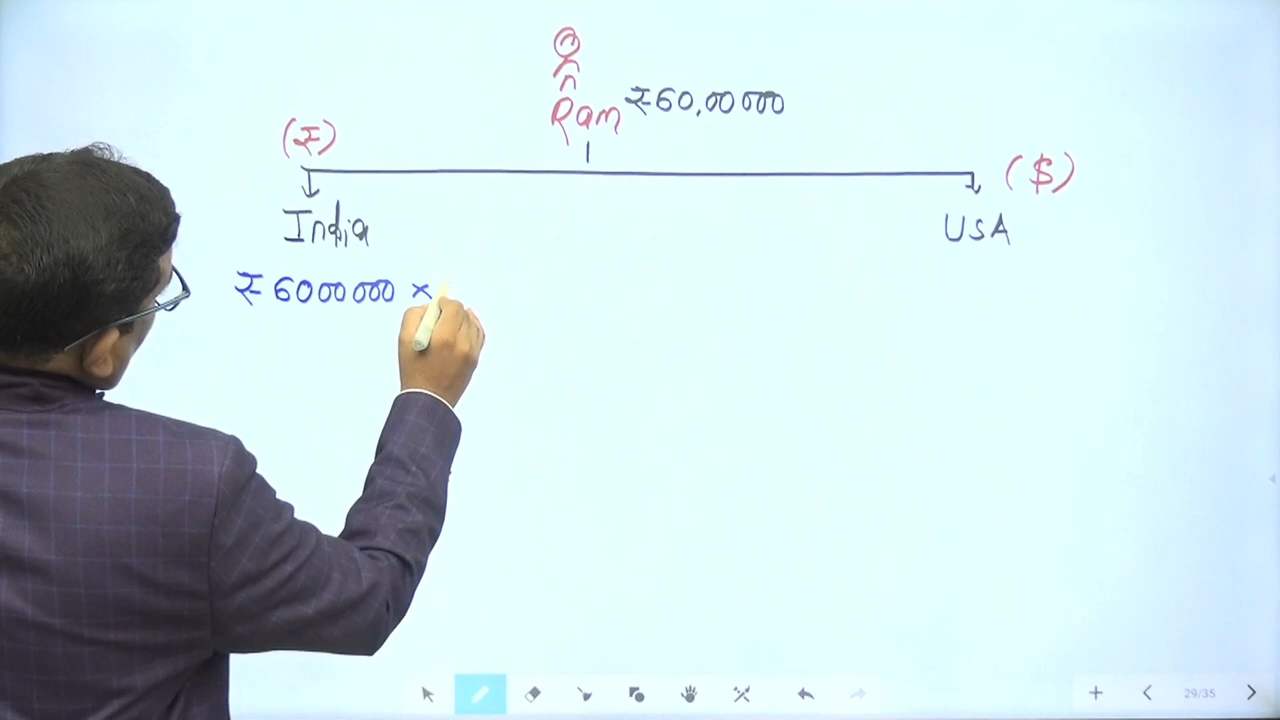 Ram ₹60,00000
(₹)
($)
India
USA
₹6000000 ×
29/35